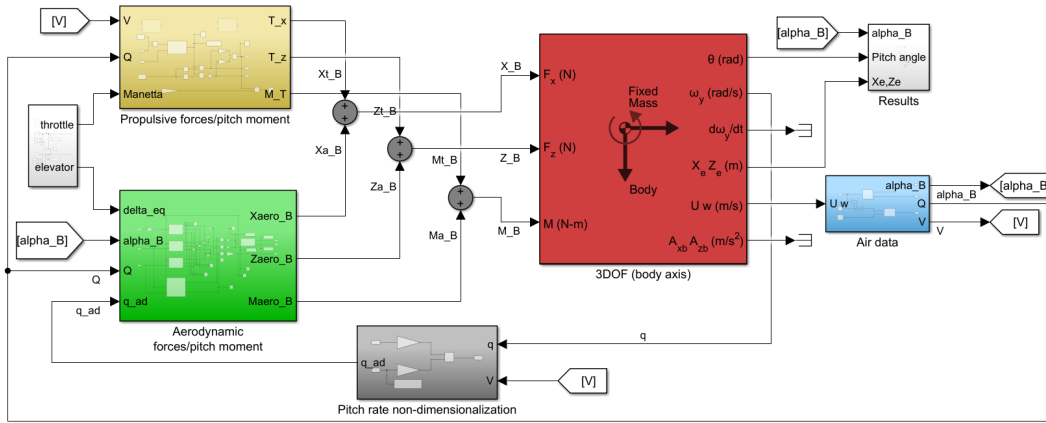 [V]
V
Q
Manetta
T_x
T_z
M_T
Propulsive forces/pitch moment
throttle
elevator
[alpha_B]
delta_eq
alpha_B
Q
q_ad
Xaero_B
Zaero_B
Maero_B
Aerodynamic
forces/pitch moment
Q
q_ad
Xt_B
Xa_B
Zt_B
Za_B
Mt_B
Ma_B
+
+
+
+
+
+
X_B
Z_B
M_B
F_x (N)
F_z (N)
M (N-m)
Fixed
Mass
Body
θ (rad)
ω_y (rad/s)
dω_y/dt
X_e Z_e (m)
U w (m/s)
A_xb A_zb (m/s²)
3DOF (body axis)
[alpha_B]
alpha_B
Pitch angle
Xe,Ze
Results
U w
alpha_B
Q
V
Air data
alpha_B
V
[alpha_B
[V]
q
q_ad
q
V
[V]
Pitch rate non-dimensionalization